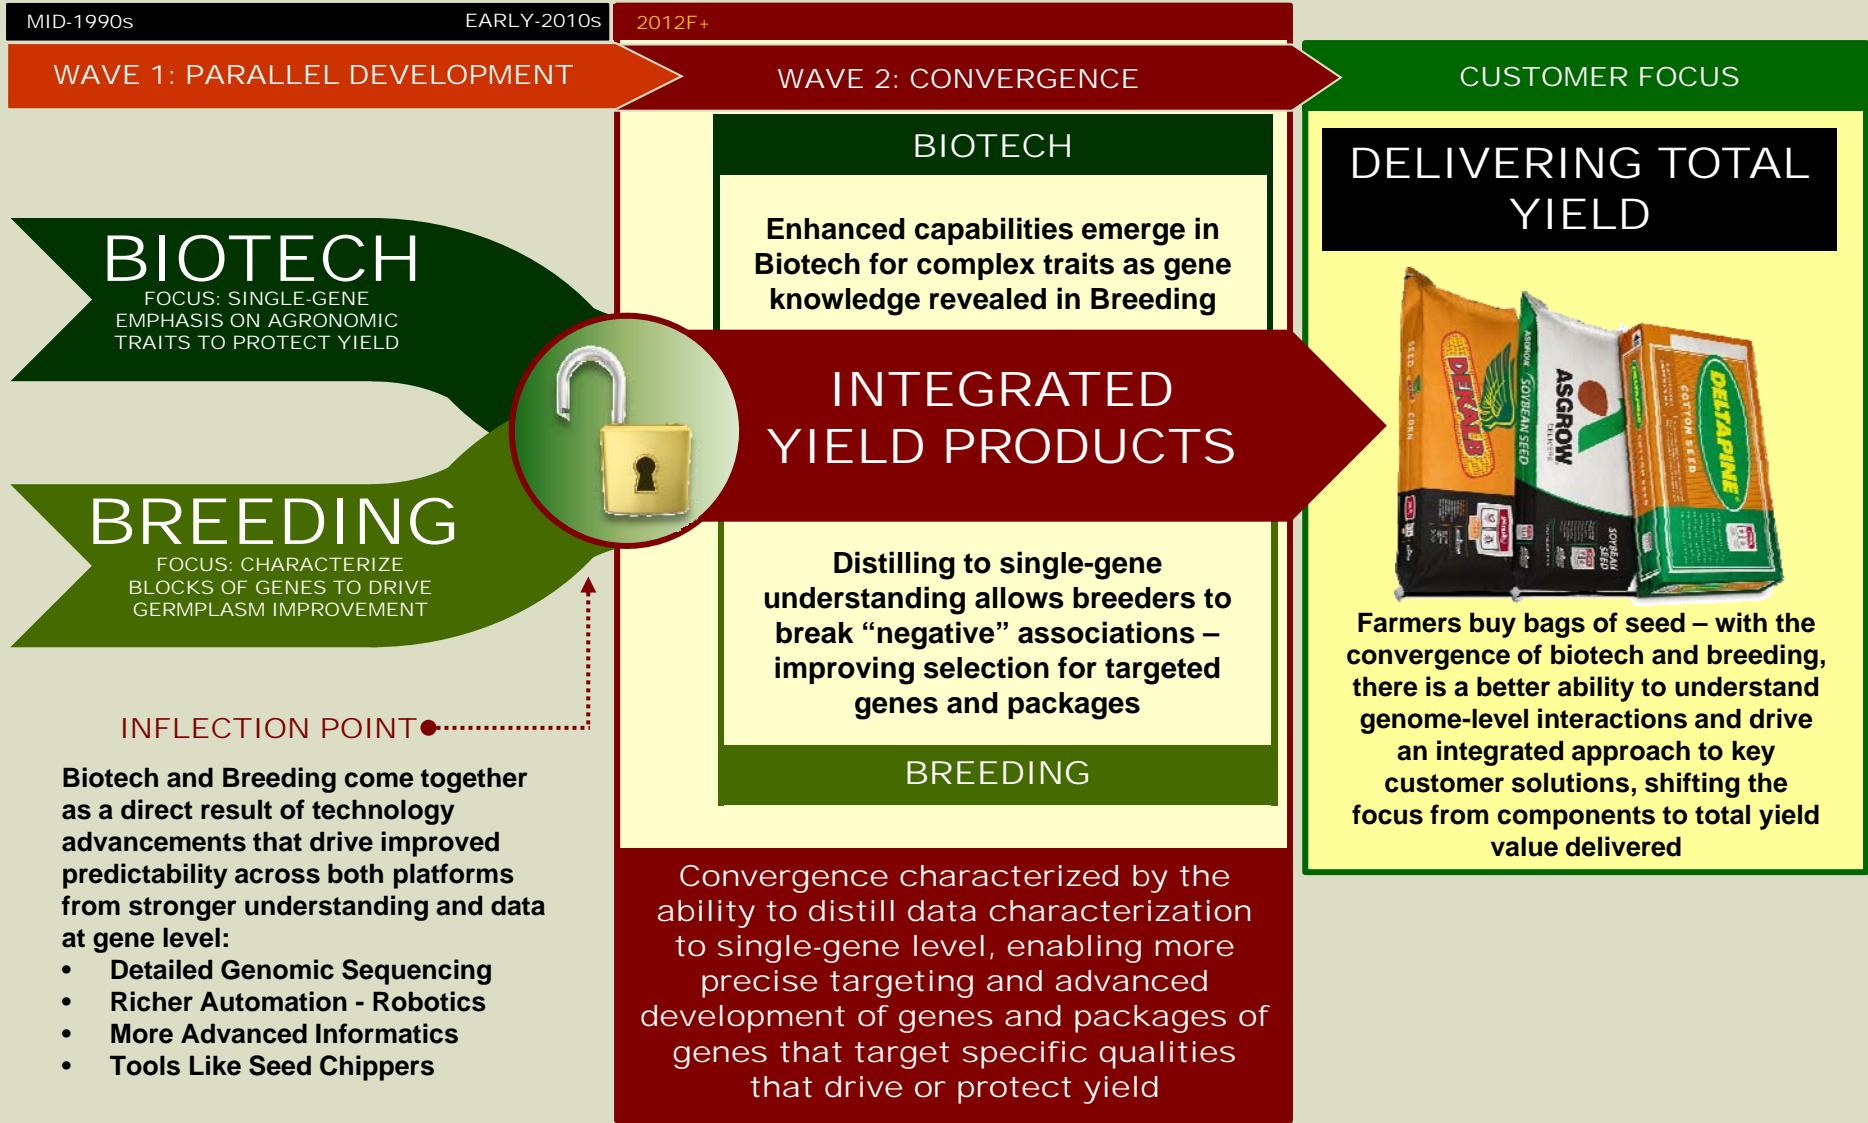 MID-1990s
EARLY-2010s
2012F+
WAVE 1: PARALLEL DEVELOPMENT
WAVE 2: CONVERGENCE
CUSTOMER FOCUS
BIOTECH
FOCUS: SINGLE-GENE
EMPHASIS ON AGRONOMIC
TRAITS TO PROTECT YIELD
BREEDING
FOCUS: CHARACTERIZE
BLOCKS OF GENES TO DRIVE
GERMPLASM IMPROVEMENT
INFLECTION POINT
Biotech and Breeding come together
as a direct result of technology
advancements that drive improved
predictability across both platforms
from stronger understanding and data
at gene level:
• Detailed Genomic Sequencing
• Richer Automation - Robotics
• More Advanced Informatics
• Tools Like Seed Chippers
BIOTECH
Enhanced capabilities emerge in
Biotech for complex traits as gene
knowledge revealed in Breeding
INTEGRATED
YIELD PRODUCTS
Distilling to single-gene
understanding allows breeders to
break “negative” associations –
improving selection for targeted
genes and packages
BREEDING
Convergence characterized by the
ability to distill data characterization
to single-gene level, enabling more
precise targeting and advanced
development of genes and packages of
genes that target specific qualities
that drive or protect yield
DELIVERING TOTAL
YIELD
SEED CORN
DEKALB
ASGROW SOYBEAN SEED
ASGROW
SOYBEAN
SEED
COTTON SEED
DELTAPINE
Farmers buy bags of seed – with the
convergence of biotech and breeding,
there is a better ability to understand
genome-level interactions and drive
an integrated approach to key
customer solutions, shifting the
focus from components to total yield
value delivered